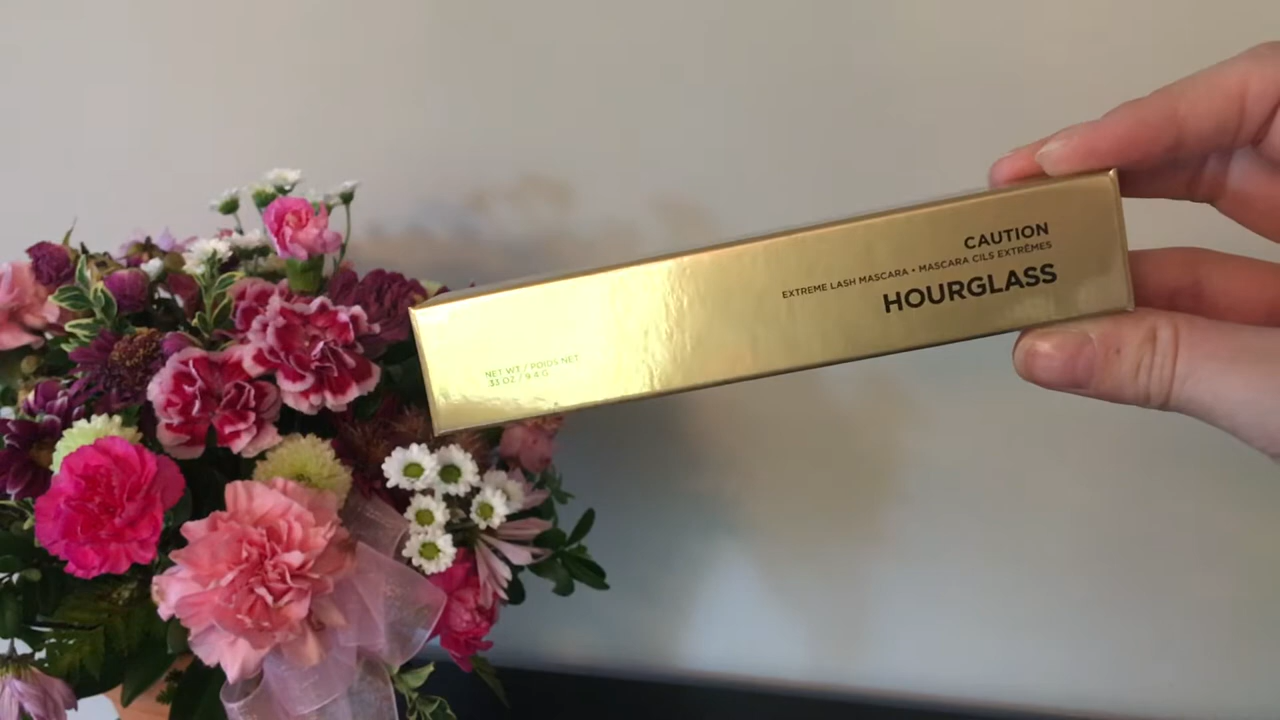 CAUTION
EXTREME LASH MASCARA • MASCARA CILS EXTRÊMES
HOURGLASS
NET WT / POIDS NET
.33 OZ / 9.4 G